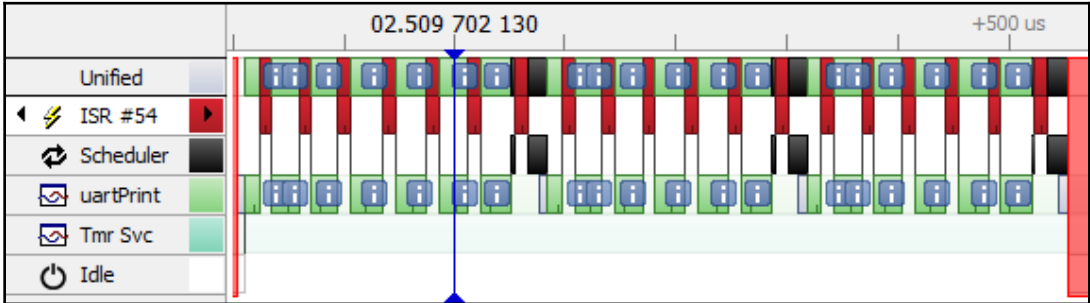 02.509 702 130 +500 us
Unified
ISR #54
Scheduler
uartPrint
Tmr Svc
Idle